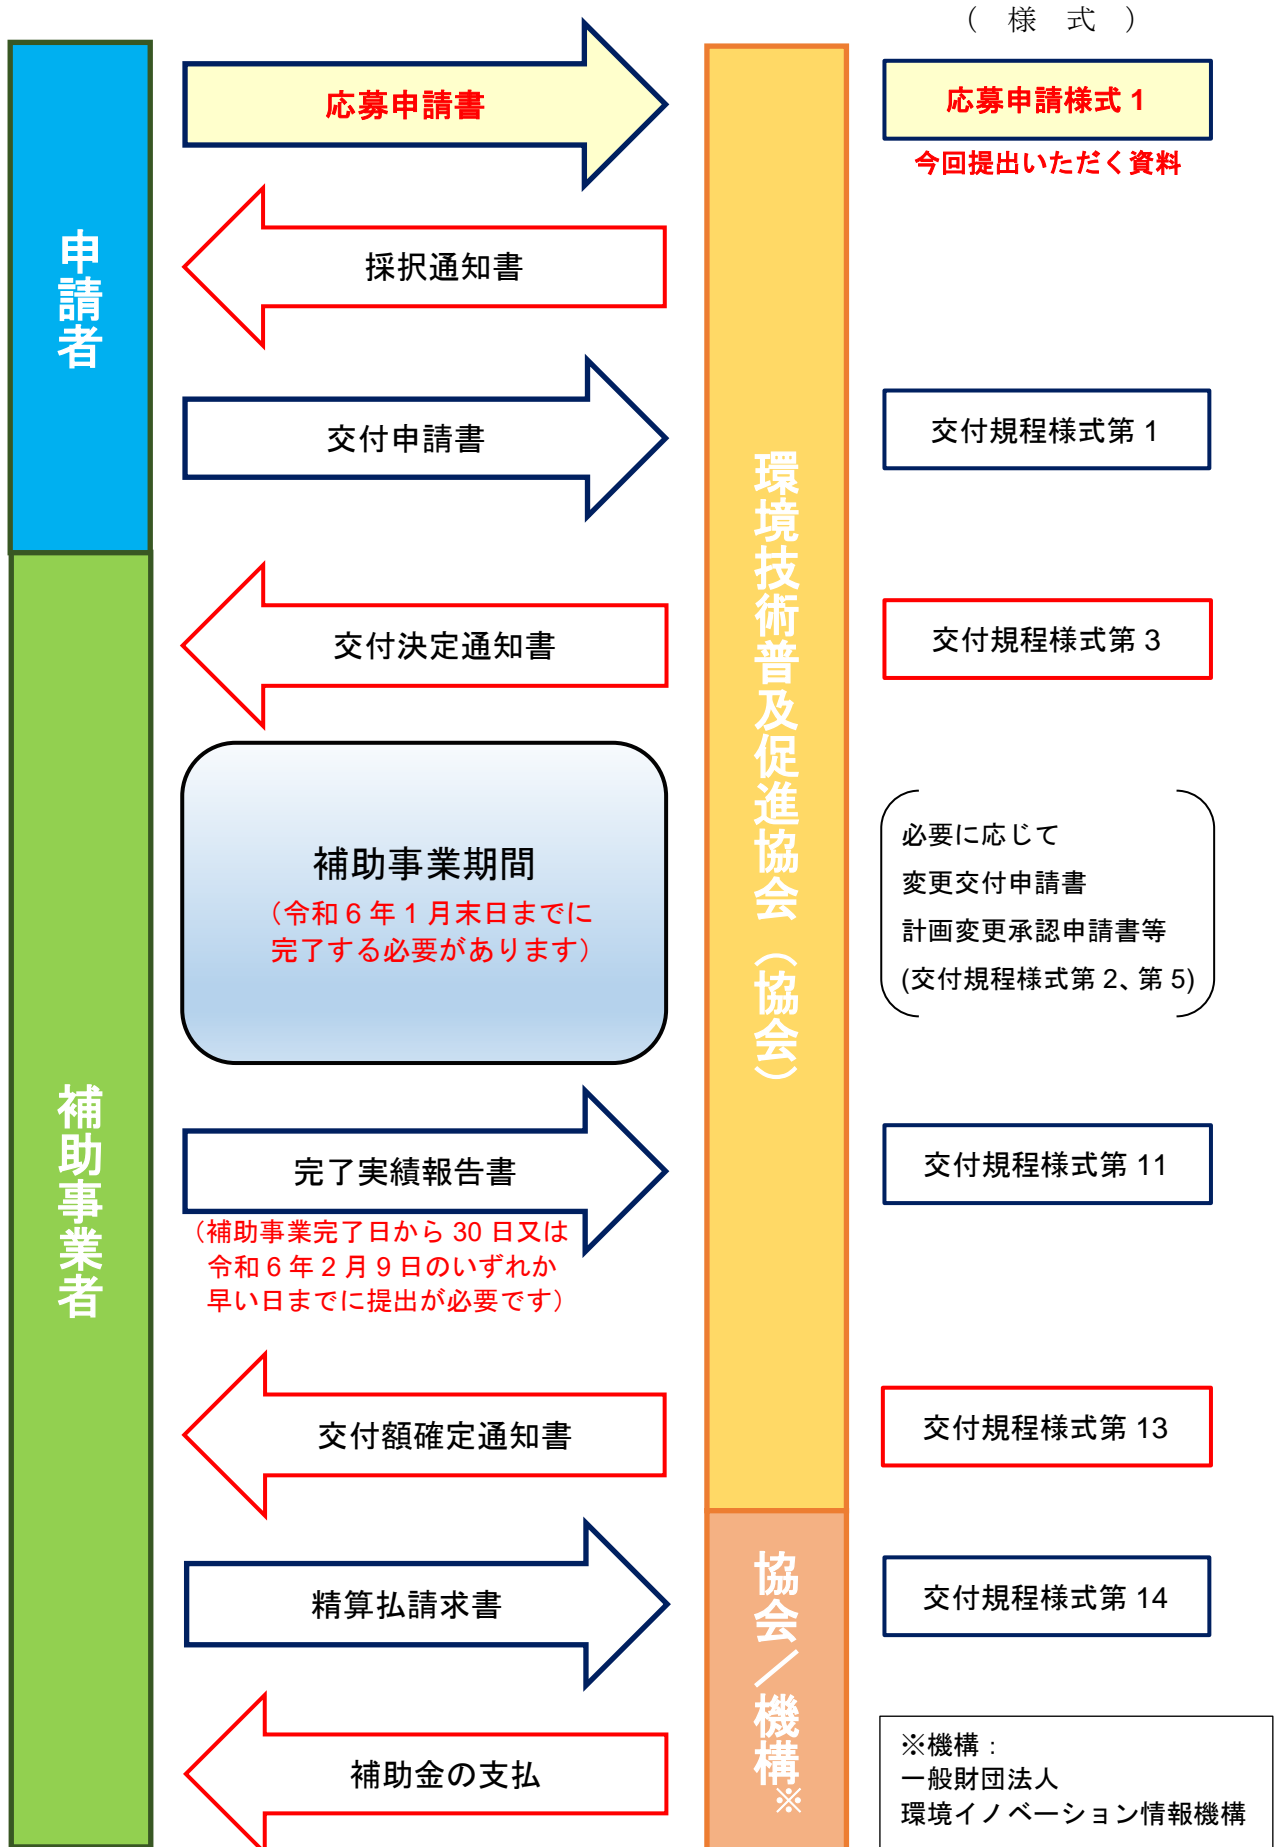 （ 様 式 ）
応募申請書
応募申請様式 1
今回提出いただく資料
採択通知書
申請者
交付申請書
交付規程様式第 1
環境技術普及促進協会（協会）
交付決定通知書
交付規程様式第 3
補助事業期間
（令和 6 年 1 月末日までに
完了する必要があります）
必要に応じて
変更交付申請書
計画変更承認申請書等
(交付規程様式第 2、第 5)
補助事業者
完了実績報告書
交付規程様式第 11
（補助事業完了日から 30 日又は
令和 6 年 2 月 9 日のいずれか
早い日までに提出が必要です）
交付額確定通知書
交付規程様式第 13
協会／機構※
精算払請求書
交付規程様式第 14
補助金の支払
※機構：
一般財団法人
環境イノベーション情報機構